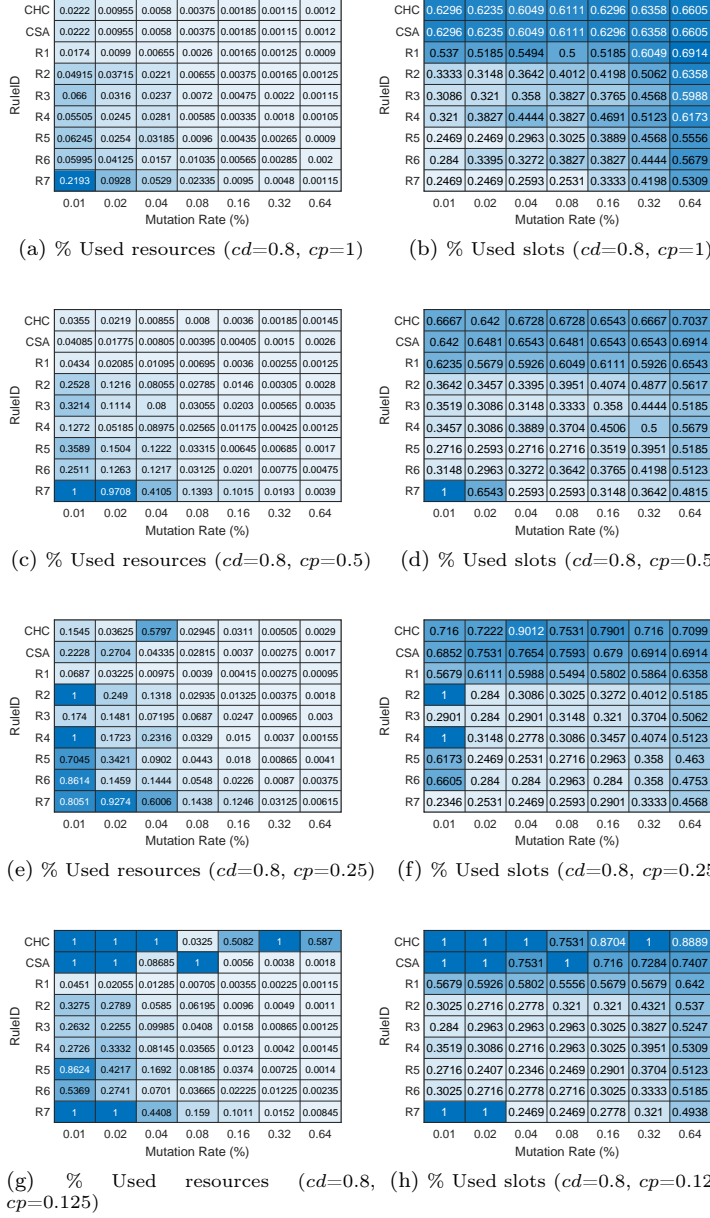 CHC 0.0222 0.00955 0.0058 0.00375 0.00185 0.00115 0.0012
CSA 0.0222 0.00955 0.0058 0.00375 0.00185 0.00115 0.0012
R1 0.0174 0.0099 0.00655 0.0026 0.00165 0.00125 0.0009
R2 0.04915 0.03715 0.0221 0.00655 0.00375 0.00165 0.00125
R3 0.066 0.0316 0.0237 0.0072 0.00475 0.0022 0.00115
R4 0.05505 0.0245 0.0281 0.00585 0.00335 0.0018 0.00105
R5 0.06245 0.0254 0.03185 0.0096 0.00435 0.00265 0.0009
R6 0.05995 0.04125 0.0157 0.01035 0.00565 0.00285 0.002
R7 0.2193 0.0928 0.0529 0.02335 0.0095 0.0048 0.00115
RuleID
0.01 0.02 0.04 0.08 0.16 0.32 0.64
Mutation Rate (%)
(a) % Used resources (cd=0.8, cp=1)
CHC 0.6296 0.6235 0.6049 0.6111 0.6296 0.6358 0.6605
CSA 0.6296 0.6235 0.6049 0.6111 0.6296 0.6358 0.6605
R1 0.537 0.5185 0.5494 0.5 0.5185 0.6049 0.6914
R2 0.3333 0.3148 0.3642 0.4012 0.4198 0.5062 0.6358
R3 0.3086 0.321 0.358 0.3827 0.3765 0.4568 0.5988
R4 0.321 0.3827 0.4444 0.3827 0.4691 0.5123 0.6173
R5 0.2469 0.2469 0.2963 0.3025 0.3889 0.4568 0.5556
R6 0.284 0.3395 0.3272 0.3827 0.3827 0.4444 0.5679
R7 0.2469 0.2469 0.2593 0.2531 0.3333 0.4198 0.5309
RuleID
0.01 0.02 0.04 0.08 0.16 0.32 0.64
Mutation Rate (%)
(b) % Used slots (cd=0.8, cp=1)
CHC 0.0355 0.0219 0.00855 0.008 0.0036 0.00185 0.00145
CSA 0.04085 0.01775 0.00805 0.00395 0.00405 0.0015 0.0026
R1 0.0434 0.02085 0.01095 0.00695 0.0036 0.00255 0.00125
R2 0.2528 0.1216 0.08055 0.02785 0.0146 0.00305 0.0028
R3 0.3214 0.1114 0.08 0.03055 0.0203 0.00565 0.0035
R4 0.1272 0.05185 0.08975 0.02565 0.01175 0.00425 0.00125
R5 0.3589 0.1504 0.1222 0.03315 0.00645 0.00685 0.0017
R6 0.2511 0.1263 0.1217 0.03125 0.0201 0.00775 0.00475
R7 1 0.9708 0.4105 0.1393 0.1015 0.0193 0.0039
RuleID
0.01 0.02 0.04 0.08 0.16 0.32 0.64
Mutation Rate (%)
(c) % Used resources (cd=0.8, cp=0.5)
CHC 0.6667 0.642 0.6728 0.6728 0.6543 0.6667 0.7037
CSA 0.642 0.6481 0.6543 0.6481 0.6543 0.6543 0.6914
R1 0.6235 0.5679 0.5926 0.6049 0.6111 0.5926 0.6543
R2 0.3642 0.3457 0.3395 0.3951 0.4074 0.4877 0.5617
R3 0.3519 0.3086 0.3148 0.3333 0.358 0.4444 0.5185
R4 0.3457 0.3086 0.3889 0.3704 0.4506 0.5 0.5679
R5 0.2716 0.2593 0.2716 0.2716 0.3519 0.3951 0.5185
R6 0.3148 0.2963 0.3272 0.3642 0.3765 0.4198 0.5123
R7 1 0.6543 0.2593 0.2593 0.3148 0.3642 0.4815
RuleID
0.01 0.02 0.04 0.08 0.16 0.32 0.64
Mutation Rate (%)
(d) % Used slots (cd=0.8, cp=0.5
CHC 0.1545 0.03625 0.5797 0.02945 0.0311 0.00505 0.0029
CSA 0.2228 0.2704 0.04335 0.02815 0.0037 0.00275 0.0017
R1 0.0687 0.03225 0.00975 0.0039 0.00415 0.00275 0.00095
R2 1 0.249 0.1318 0.02935 0.01325 0.00375 0.0018
R3 0.174 0.1481 0.07195 0.0687 0.0247 0.00965 0.003
R4 1 0.1723 0.2316 0.0329 0.015 0.0037 0.00155
R5 0.7045 0.3421 0.0902 0.0443 0.018 0.00865 0.0041
R6 0.8614 0.1459 0.1444 0.0548 0.0226 0.0087 0.00375
R7 0.8051 0.9274 0.6006 0.1438 0.1246 0.03125 0.00615
RuleID
0.01 0.02 0.04 0.08 0.16 0.32 0.64
Mutation Rate (%)
(e) % Used resources (cd=0.8, cp=0.25)
CHC 0.716 0.7222 0.9012 0.7531 0.7901 0.716 0.7099
CSA 0.6852 0.7531 0.7654 0.7593 0.679 0.6914 0.6914
R1 0.5679 0.6111 0.5988 0.5494 0.5802 0.5864 0.6358
R2 1 0.284 0.3086 0.3025 0.3272 0.4012 0.5185
R3 0.2901 0.284 0.2901 0.3148 0.321 0.3704 0.5062
R4 1 0.3148 0.2778 0.3086 0.3457 0.4074 0.5123
R5 0.6173 0.2469 0.2531 0.2716 0.2963 0.358 0.463
R6 0.6605 0.284 0.284 0.2963 0.284 0.358 0.4753
R7 0.2346 0.2531 0.2469 0.2593 0.2901 0.3333 0.4568
RuleID
0.01 0.02 0.04 0.08 0.16 0.32 0.64
Mutation Rate (%)
(f) % Used slots (cd=0.8, cp=0.25
CHC 1 1 1 0.0325 0.5082 1 0.587
CSA 1 1 0.08685 1 0.0056 0.0038 0.0018
R1 0.0451 0.02055 0.01285 0.00705 0.00355 0.00225 0.00115
R2 0.3275 0.2789 0.0585 0.06195 0.0096 0.0049 0.0011
R3 0.2632 0.2255 0.09985 0.0408 0.0158 0.00865 0.00125
R4 0.2726 0.3332 0.08145 0.03565 0.0123 0.0042 0.00145
R5 0.8624 0.4217 0.1692 0.08185 0.0374 0.00725 0.0014
R6 0.5369 0.2741 0.0701 0.03665 0.02225 0.01225 0.00235
R7 1 1 0.4408 0.159 0.1011 0.0152 0.00845
RuleID
0.01 0.02 0.04 0.08 0.16 0.32 0.64
Mutation Rate (%)
(g) % Used resources (cd=0.8,
cp=0.125)
CHC 1 1 1 0.7531 0.8704 1 0.8889
CSA 1 1 0.7531 1 0.716 0.7284 0.7407
R1 0.5679 0.5926 0.5802 0.5556 0.5679 0.5679 0.642
R2 0.3025 0.2716 0.2778 0.321 0.321 0.4321 0.537
R3 0.284 0.2963 0.2963 0.2963 0.3025 0.3827 0.5247
R4 0.3519 0.3086 0.2716 0.2963 0.3025 0.3951 0.5309
R5 0.2716 0.2407 0.2346 0.2469 0.2901 0.3704 0.5123
R6 0.3025 0.2716 0.2778 0.2716 0.3025 0.3333 0.5185
R7 1 1 0.2469 0.2469 0.2778 0.321 0.4938
RuleID
0.01 0.02 0.04 0.08 0.16 0.32 0.64
Mutation Rate (%)
(h) % Used slots (cd=0.8, cp=0.12